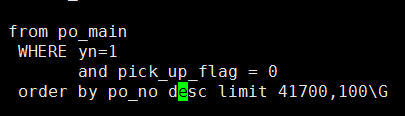 from po_main
WHERE yn=1
and pick_up_flag = 0
order by po_no desc limit 41700,100\G